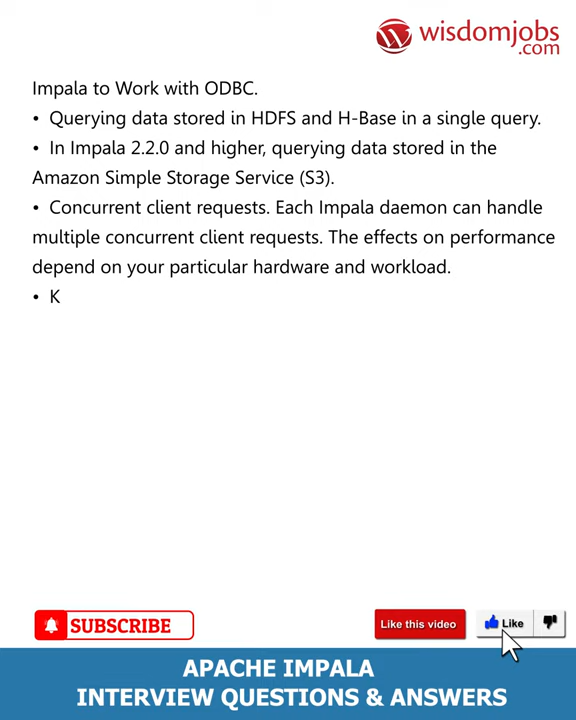 wisdomjobs
.com
Impala to Work with ODBC.
• Querying data stored in HDFS and H-Base in a single query.
• In Impala 2.2.0 and higher, querying data stored in the
Amazon Simple Storage Service (S3).
• Concurrent client requests. Each Impala daemon can handle
multiple concurrent client requests. The effects on performance
depend on your particular hardware and workload.
• K
SUBSCRIBE
Like this video
Like
APACHE IMPALA
INTERVIEW QUESTIONS & ANSWERS